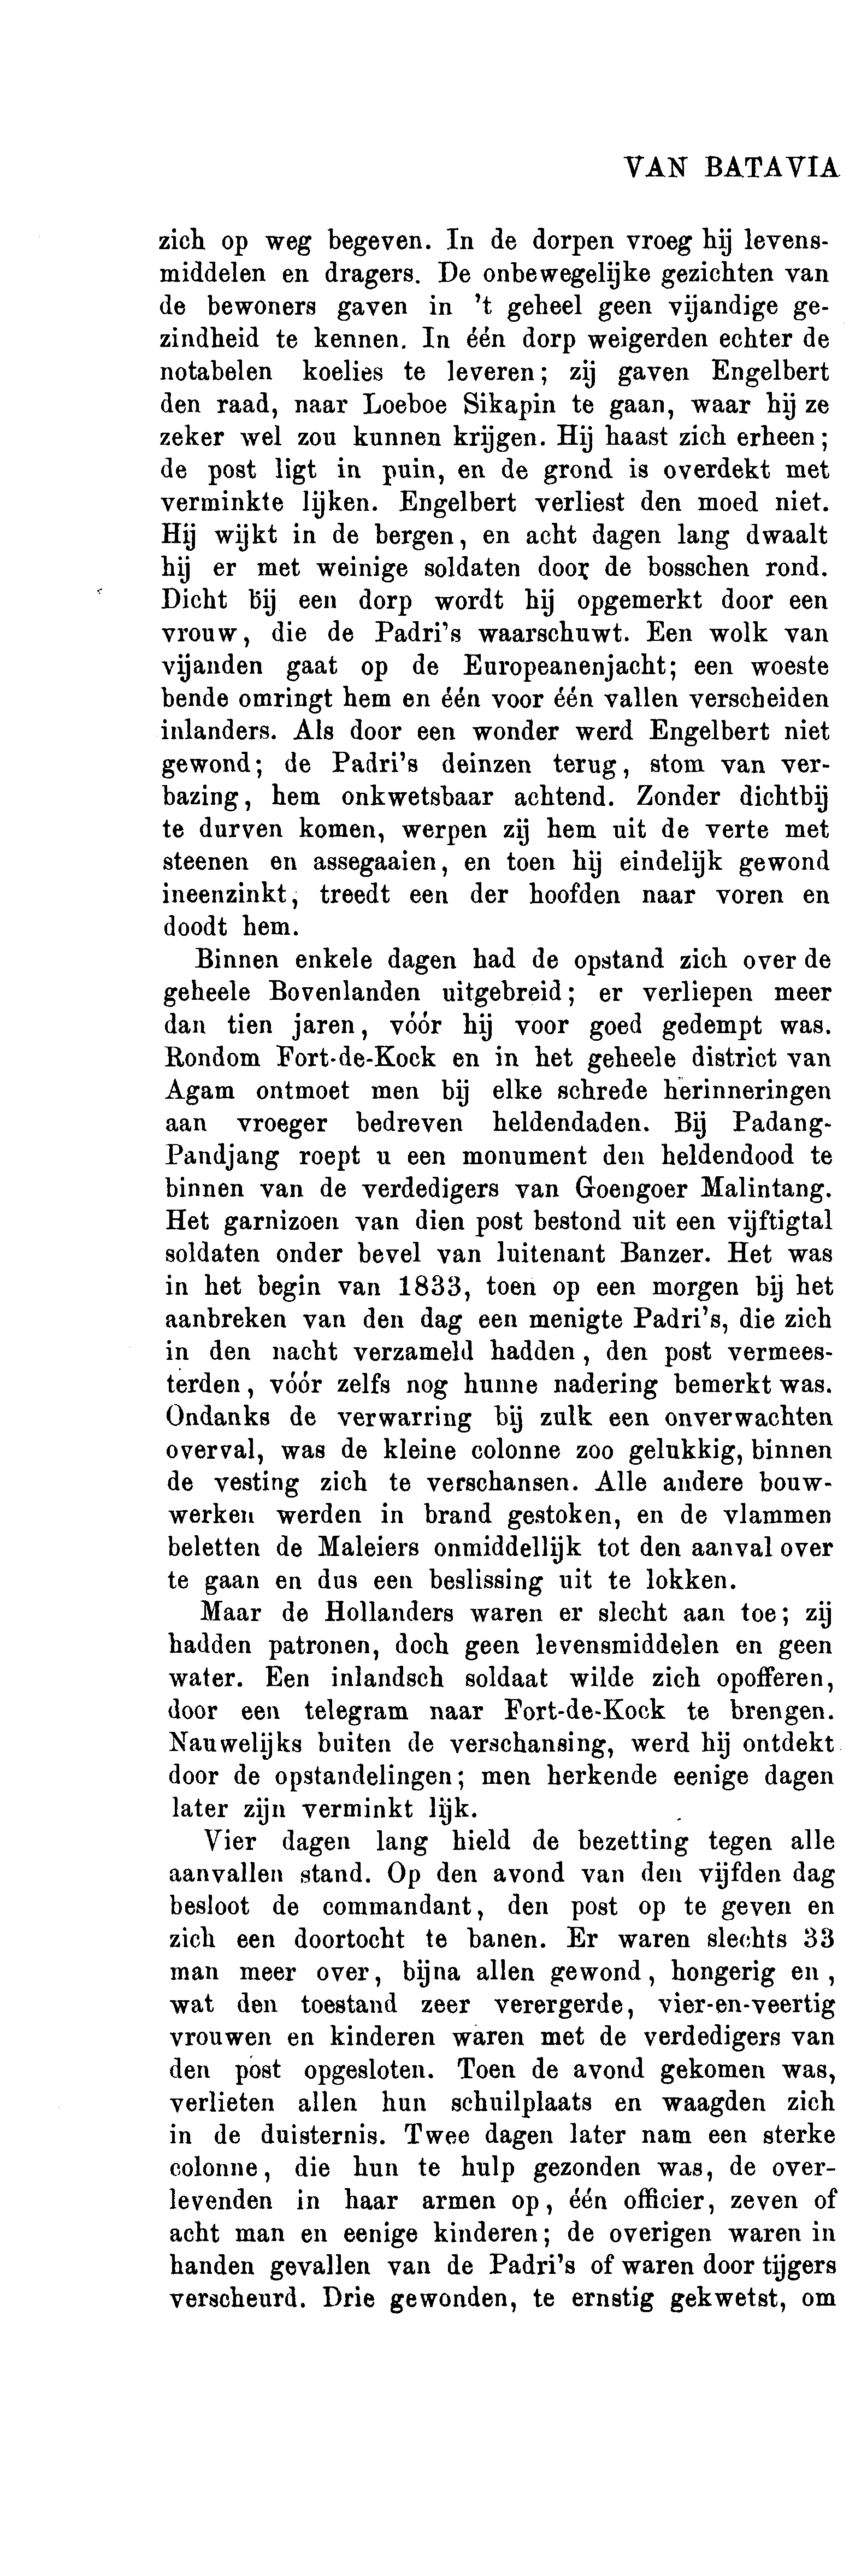 VAN BATAVIA
zich op weg begeven. In de dorpen vroeg hij levens-
middelen en dragers. De onbewegelijke gezichten van
de bewoners gaven in 't geheel geen vijandige ge-
zindheid te kennen. In één dorp weigerden echter de
notabelen koelies te leveren; zij gaven Engelbert
den raad, naar Loeboe Sikapin te gaan, waar hij ze
zeker wel zou kunnen krijgen. Hij haast zich erheen;
de post ligt in puin, en de grond is overdekt met
verminkte lijken. Engelbert verliest den moed niet.
Hij wijkt in de bergen, en acht dagen lang dwaalt
hij er met weinige soldaten door de bosschen rond.
Dicht bij een dorp wordt hij opgemerkt door een
vrouw, die de Padri's waarschuwt. Een wolk van
vijanden gaat op de Europeanenjacht; een woeste
bende omringt hem en één voor één vallen verscheiden
inlanders. Als door een wonder werd Engelbert niet
gewond; de Padri's deinzen terug, stom van ver-
bazing, hem onkwetsbaar achtend. Zonder dichtbij
te durven komen, werpen zij hem uit de verte met
steenen en assegaaien, en toen hij eindelijk gewond
ineenzinkt, treedt een der hoofden naar voren en
doodt hem.
Binnen enkele dagen had de opstand zich over de
geheele Bovenlanden uitgebreid; er verliepen meer
dan tien jaren, vóór hij voor goed gedempt was.
Rondom Fort-de-Kock en in het geheele district van
Agam ontmoet men bij elke schrede herinneringen
aan vroeger bedreven heldendaden. Bij Padang-
Pandjang roept u een monument den heldendood te
binnen van de verdedigers van Goengoer Malintang.
Het garnizoen van dien post bestond uit een vijftigtal
soldaten onder bevel van luitenant Banzer. Het was
in het begin van 1833, toen op een morgen bij het
aanbreken van den dag een menigte Padri's, die zich
in den nacht verzameld hadden, den post vermees-
terden, vóór zelfs nog hunne nadering bemerkt was.
Ondanks de verwarring bij zulk een onverwachten
overval, was de kleine colonne zoo gelukkig, binnen
de vesting zich te verschansen. Alle andere bouw-
werken werden in brand gestoken, en de vlammen
beletten de Maleiers onmiddellijk tot den aanval over
te gaan en dus een beslissing uit te lokken.
Maar de Hollanders waren er slecht aan toe; zij
hadden patronen, doch geen levensmiddelen en geen
water. Een inlandsch soldaat wilde zich opofferen,
door een telegram naar Fort-de-Kock te brengen.
Nauwelijks buiten de verschansing, werd hij ontdekt
door de opstandelingen; men herkende eenige dagen
later zijn verminkt lijk.
Vier dagen lang hield de bezetting tegen alle
aanvallen stand. Op den avond van den vijfden dag
besloot de commandant, den post op te geven en
zich een doortocht te banen. Er waren slechts 33
man meer over, bijna allen gewond, hongerig en,
wat den toestand zeer verergerde, vier-en-veertig
vrouwen en kinderen waren met de verdedigers van
den post opgesloten. Toen de avond gekomen was,
verlieten allen hun schuilplaats en waagden zich
in de duisternis. Twee dagen later nam een sterke
colonne, die hun te hulp gezonden was, de over-
levenden in haar armen op, één officier, zeven of
acht man en eenige kinderen; de overigen waren in
handen gevallen van de Padri's of waren door tijgers
verscheurd. Drie gewonden, te ernstig gekwetst, om